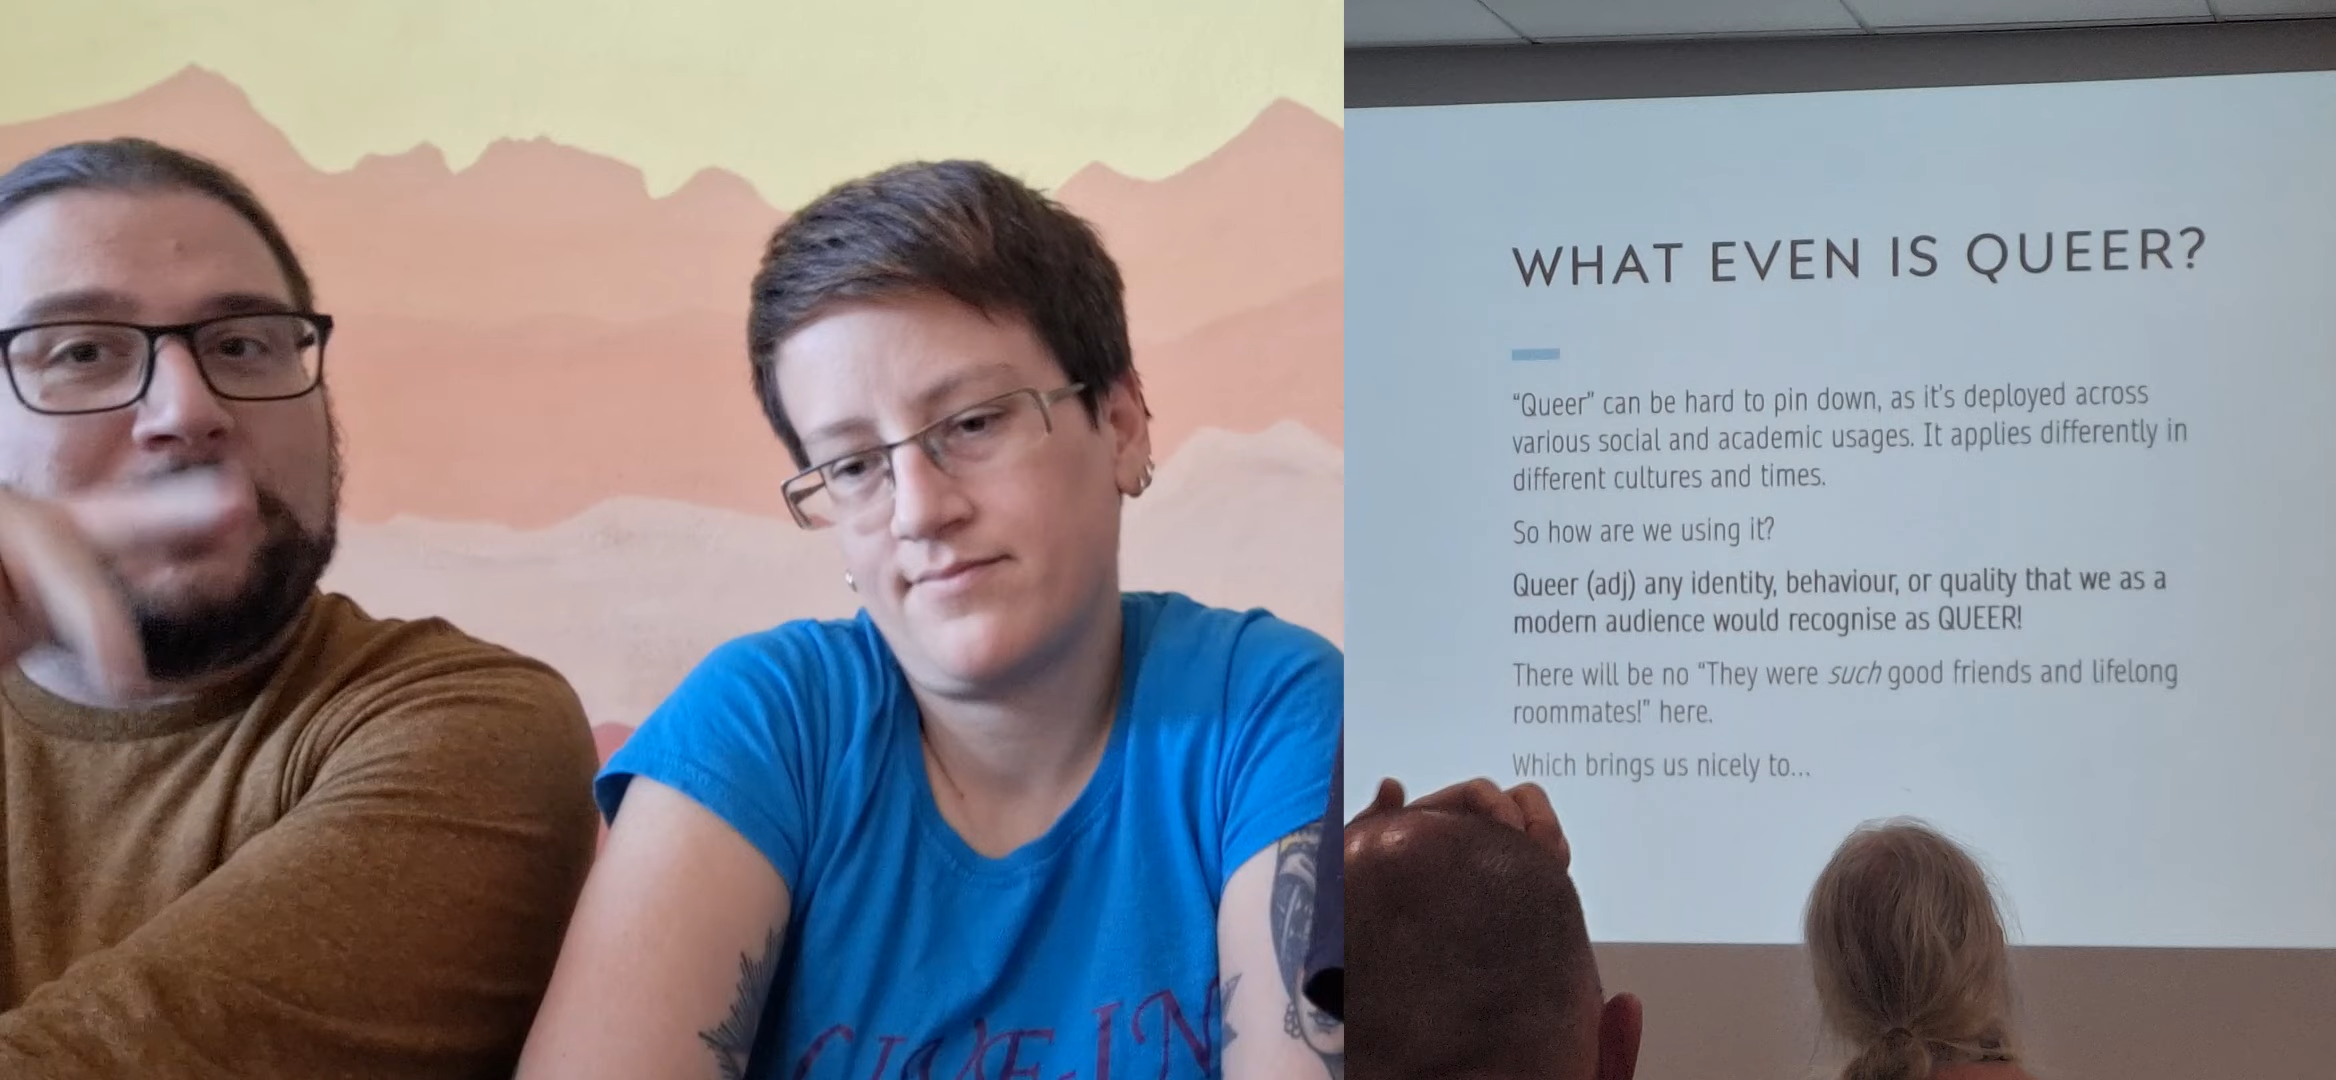 GIVE IN
WHAT EVEN IS QUEER?
“Queer” can be hard to pin down, as it's deployed across
various social and academic usages. It applies differently in
different cultures and times.
So how are we using it?
Queer (adj) any identity, behaviour, or quality that we as a
modern audience would recognise as QUEER!
There will be no “They were such good friends and lifelong
roommates!” here.
Which brings us nicely to...